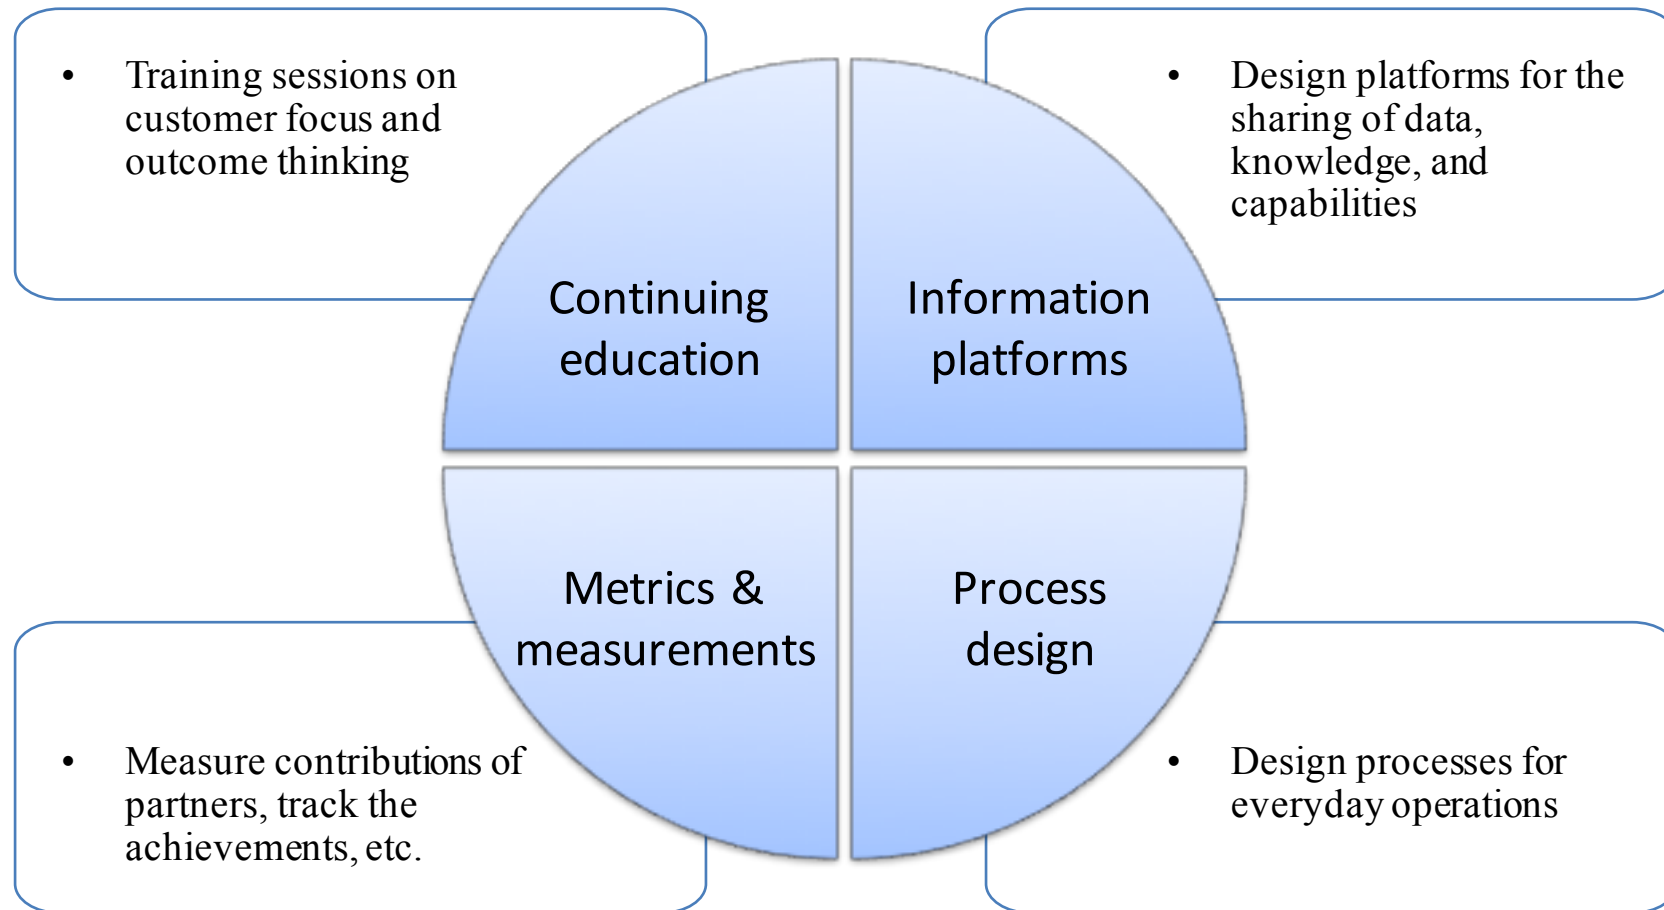 • Training sessions on
customer focus and
outcome thinking
• Design platforms for the
sharing of data,
knowledge, and
capabilities
Continuing
education
Information
platforms
Metrics &
measurements
Process
design
• Measure contributions of
partners, track the
achievements, etc.
• Design processes for
everyday operations